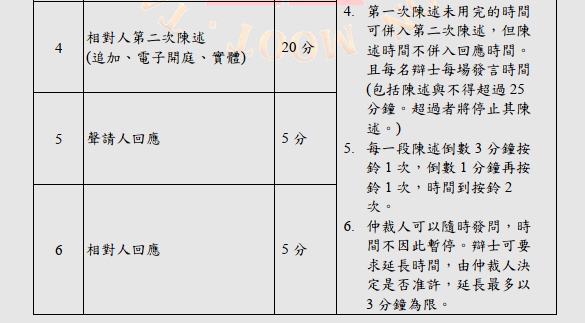 4
相對人第二次陳述
(追加、電子開庭、實體)
20 分
5
聲請人回應
5 分
6
相對人回應
5 分
4. 第一次陳述未用完的時間
可併入第二次陳述，但陳
述時間不併入回應時間。
且每名辯士每場發言時間
(包括陳述與不得超過 25
分鐘。超過者將停止其陳
述。)
5. 每一段陳述倒數 3 分鐘按
鈴 1 次，倒數 1 分鐘再按
鈴 1 次，時間到按鈴 2
次。
6. 仲裁人可以隨時發問，時
間不因此暫停。辯士可要
求延長時間，由仲裁人決
定是否准許，延長最多以
3 分鐘為限。